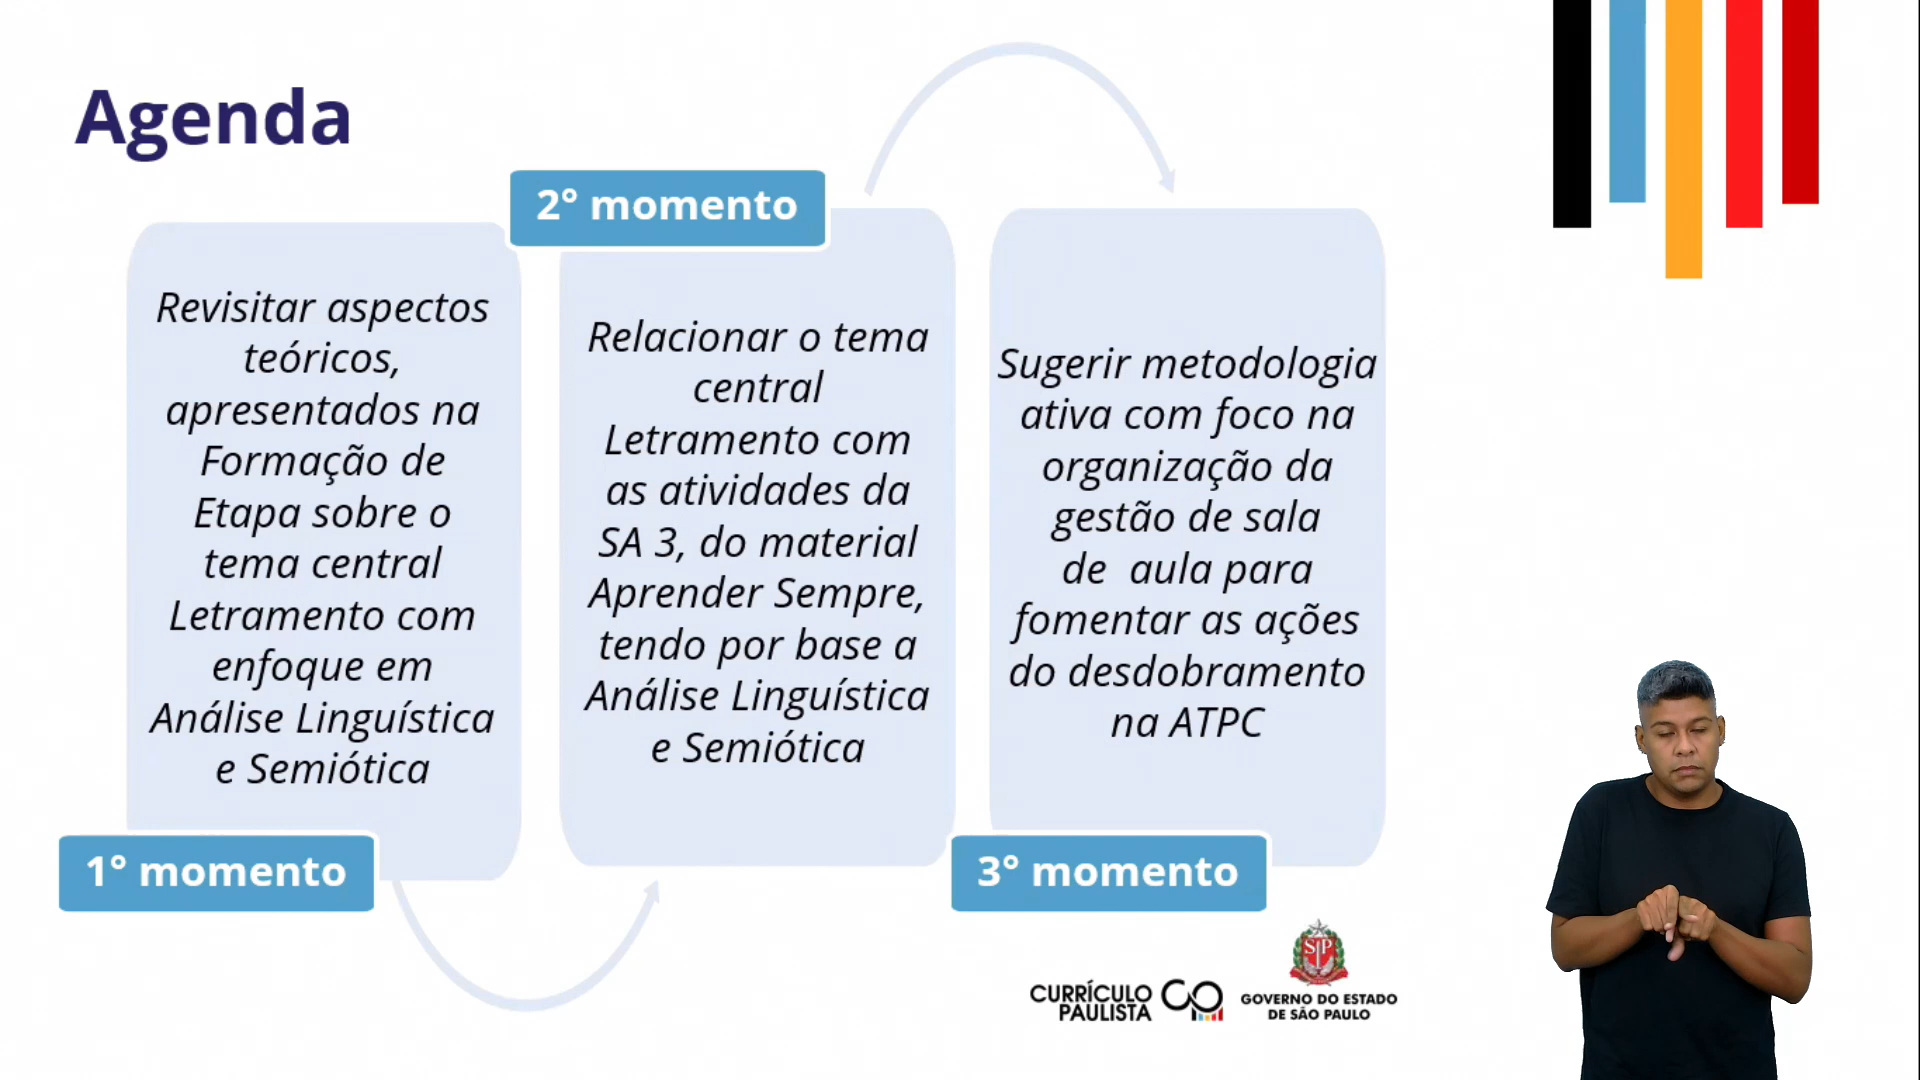 Agenda
1° momento
Revisitar aspectos
teóricos,
apresentados na
Formação de
Etapa sobre o
tema central
Letramento com
enfoque em
Análise Linguística
e Semiótica
2° momento
Relacionar o tema
central
Letramento com
as atividades da
SA 3, do material
Aprender Sempre,
tendo por base a
Análise Linguística
e Semiótica
3° momento
Sugerir metodologia
ativa com foco na
organização da
gestão de sala
de aula para
fomentar as ações
do desdobramento
na ATPC
CURRÍCULO
PAULISTA
SP
GOVERNO DO ESTADO
DE SÃO PAULO